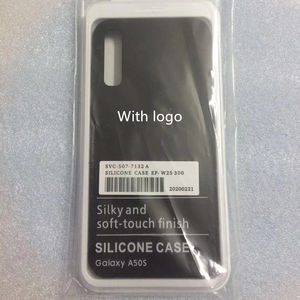 With logo
SVC-507-7132 A
SILICONE CASE EF-W25 300
20200221
Silky and
soft-touch finish
SILICONE CASE
Galaxy A50S